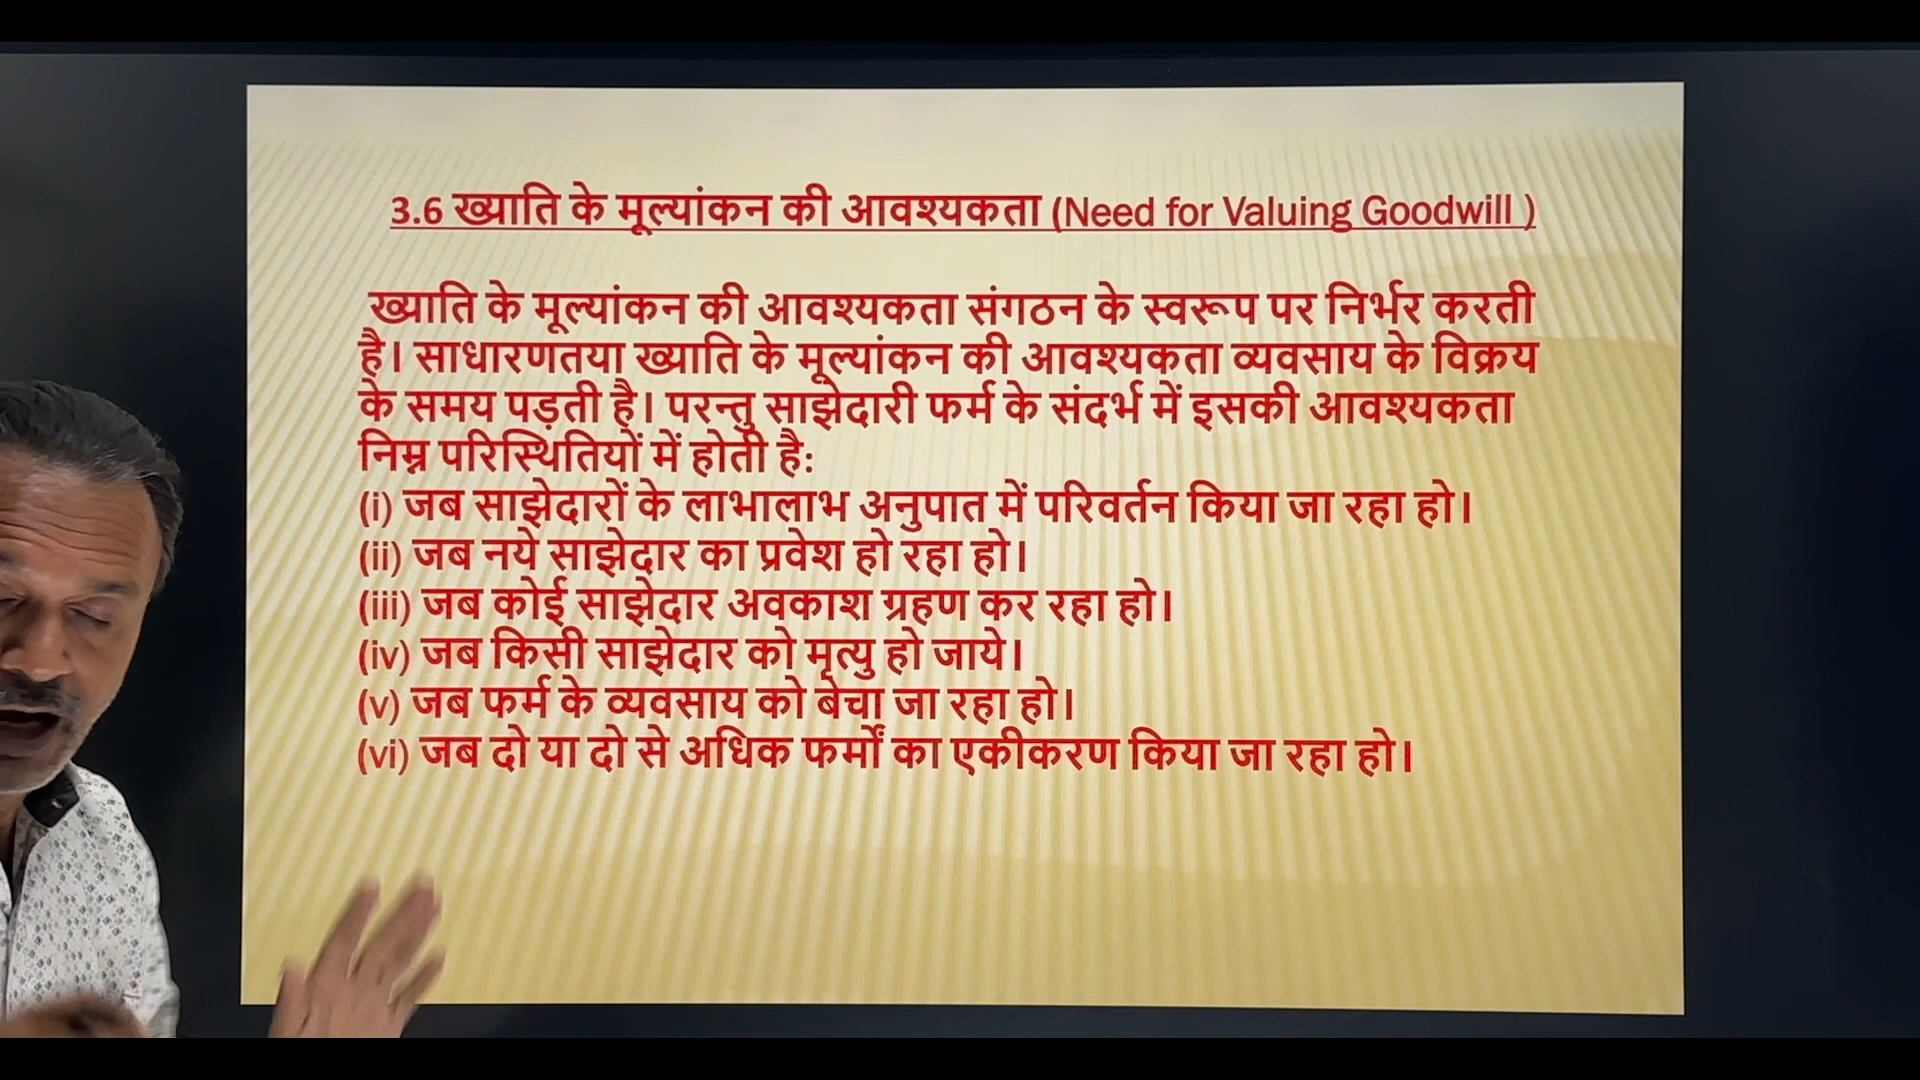 3.6 ख्याति के मूल्यांकन की आवश्यकता (Need for Valuing Goodwill )
ख्याति के मूल्यांकन की आवश्यकता संगठन के स्वरूप पर निर्भर करती
है। साधारणतया ख्याति के मूल्यांकन की आवश्यकता व्यवसाय के विक्रय
के समय पड़ती है। परन्तु साझेदारी फर्म के संदर्भ में इसकी आवश्यकता
निम्न परिस्थितियों में होती है:
(i) जब साझेदारों के लाभालाभ अनुपात में परिवर्तन किया जा रहा हो।
(ii) जब नये साझेदार का प्रवेश हो रहा हो।
(iii) जब कोई साझेदार अवकाश ग्रहण कर रहा हो।
(iv) जब किसी साझेदार को मृत्यु हो जाये।
(v) जब फर्म के व्यवसाय को बेचा जा रहा हो।
(vi) जब दो या दो से अधिक फर्मों का एकीकरण किया जा रहा हो।